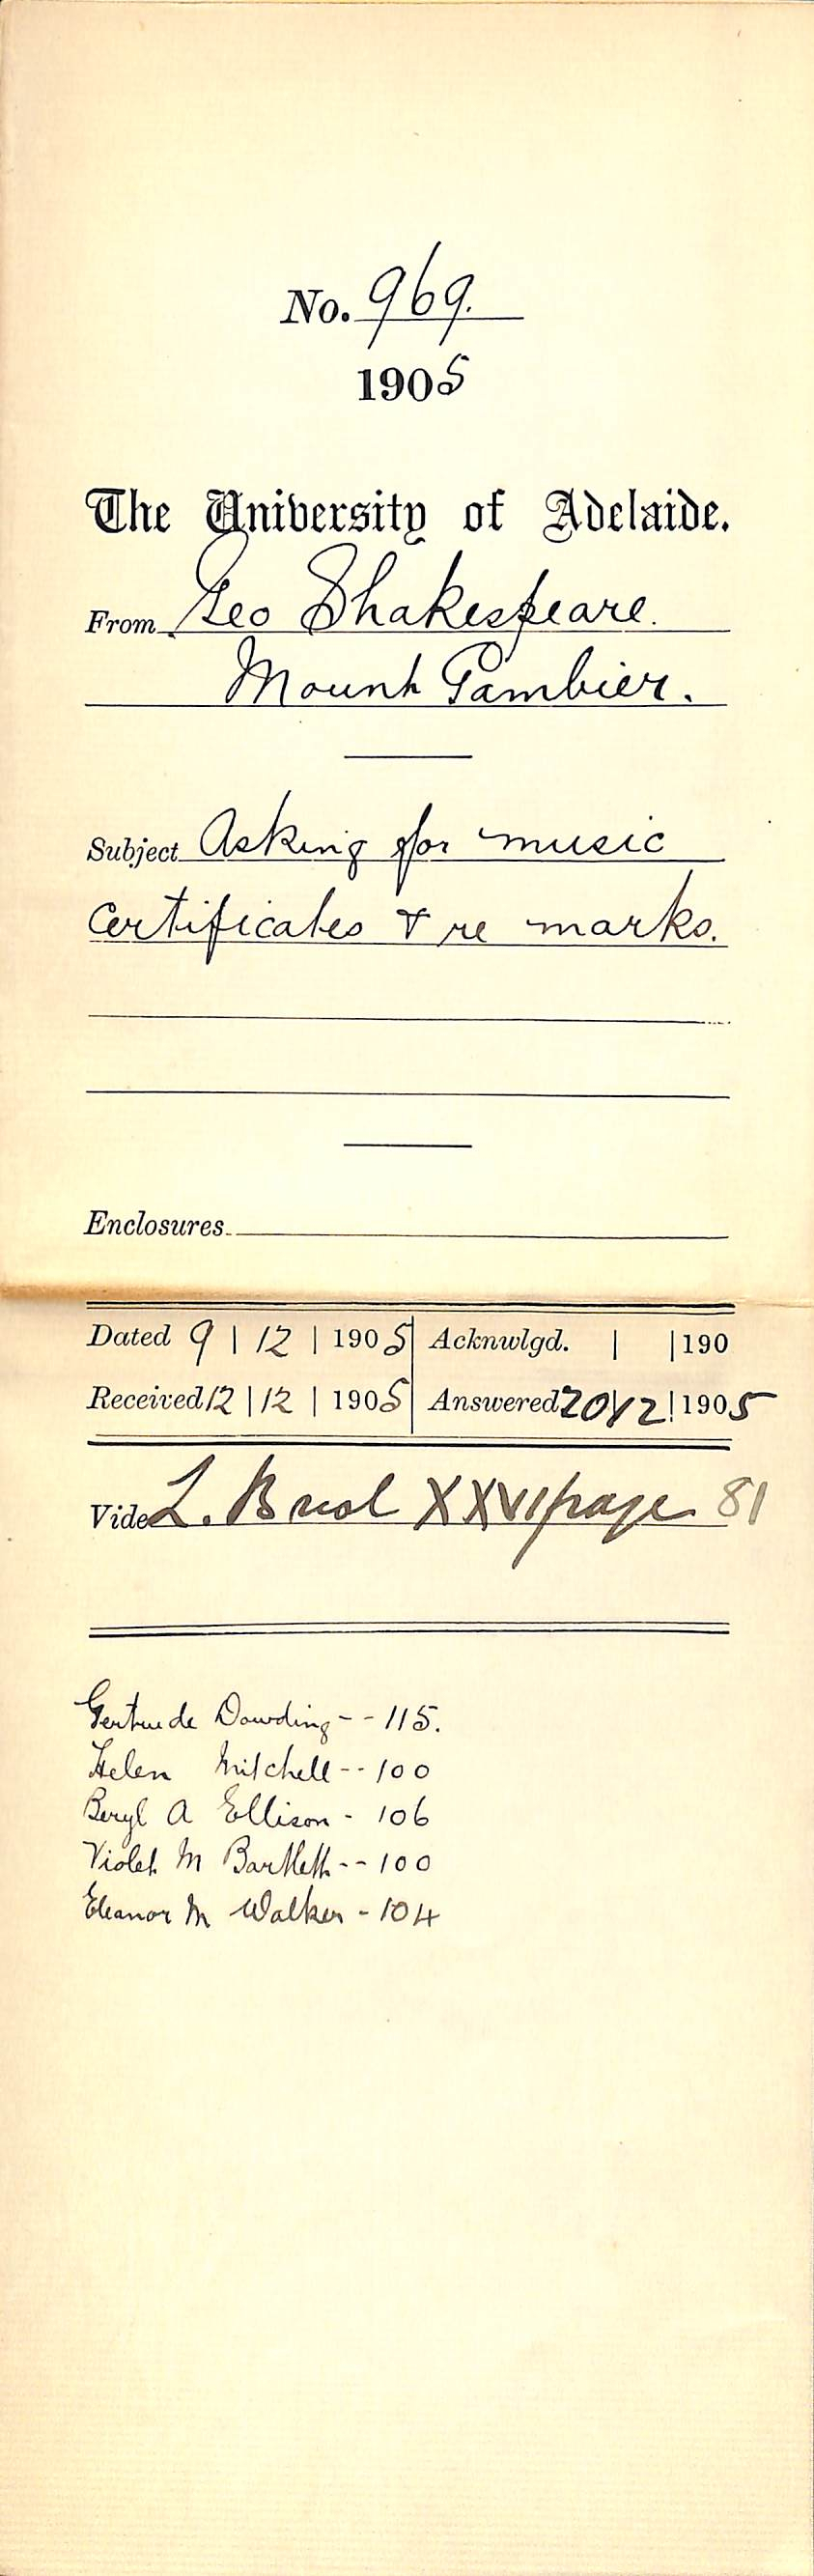 No. 969.
1905
The University of Adelaide.
From Geo Shakespeare.
Mount Gambier.
Subject Asking for music
certificates & re marks.
Enclosures
Dated 9 | 12 | 1905 Acknwlgd. | | 190
Received 12 | 12 | 1905 Answered 20/12 | 1905
Vide L. B vol XXVI page 81
Gertrude Dowding - - 115.
Helen Mitchell - - 100
Beryl A Ellison - 106
Violet M Bartlett - - 100
Eleanor M Walker - 104